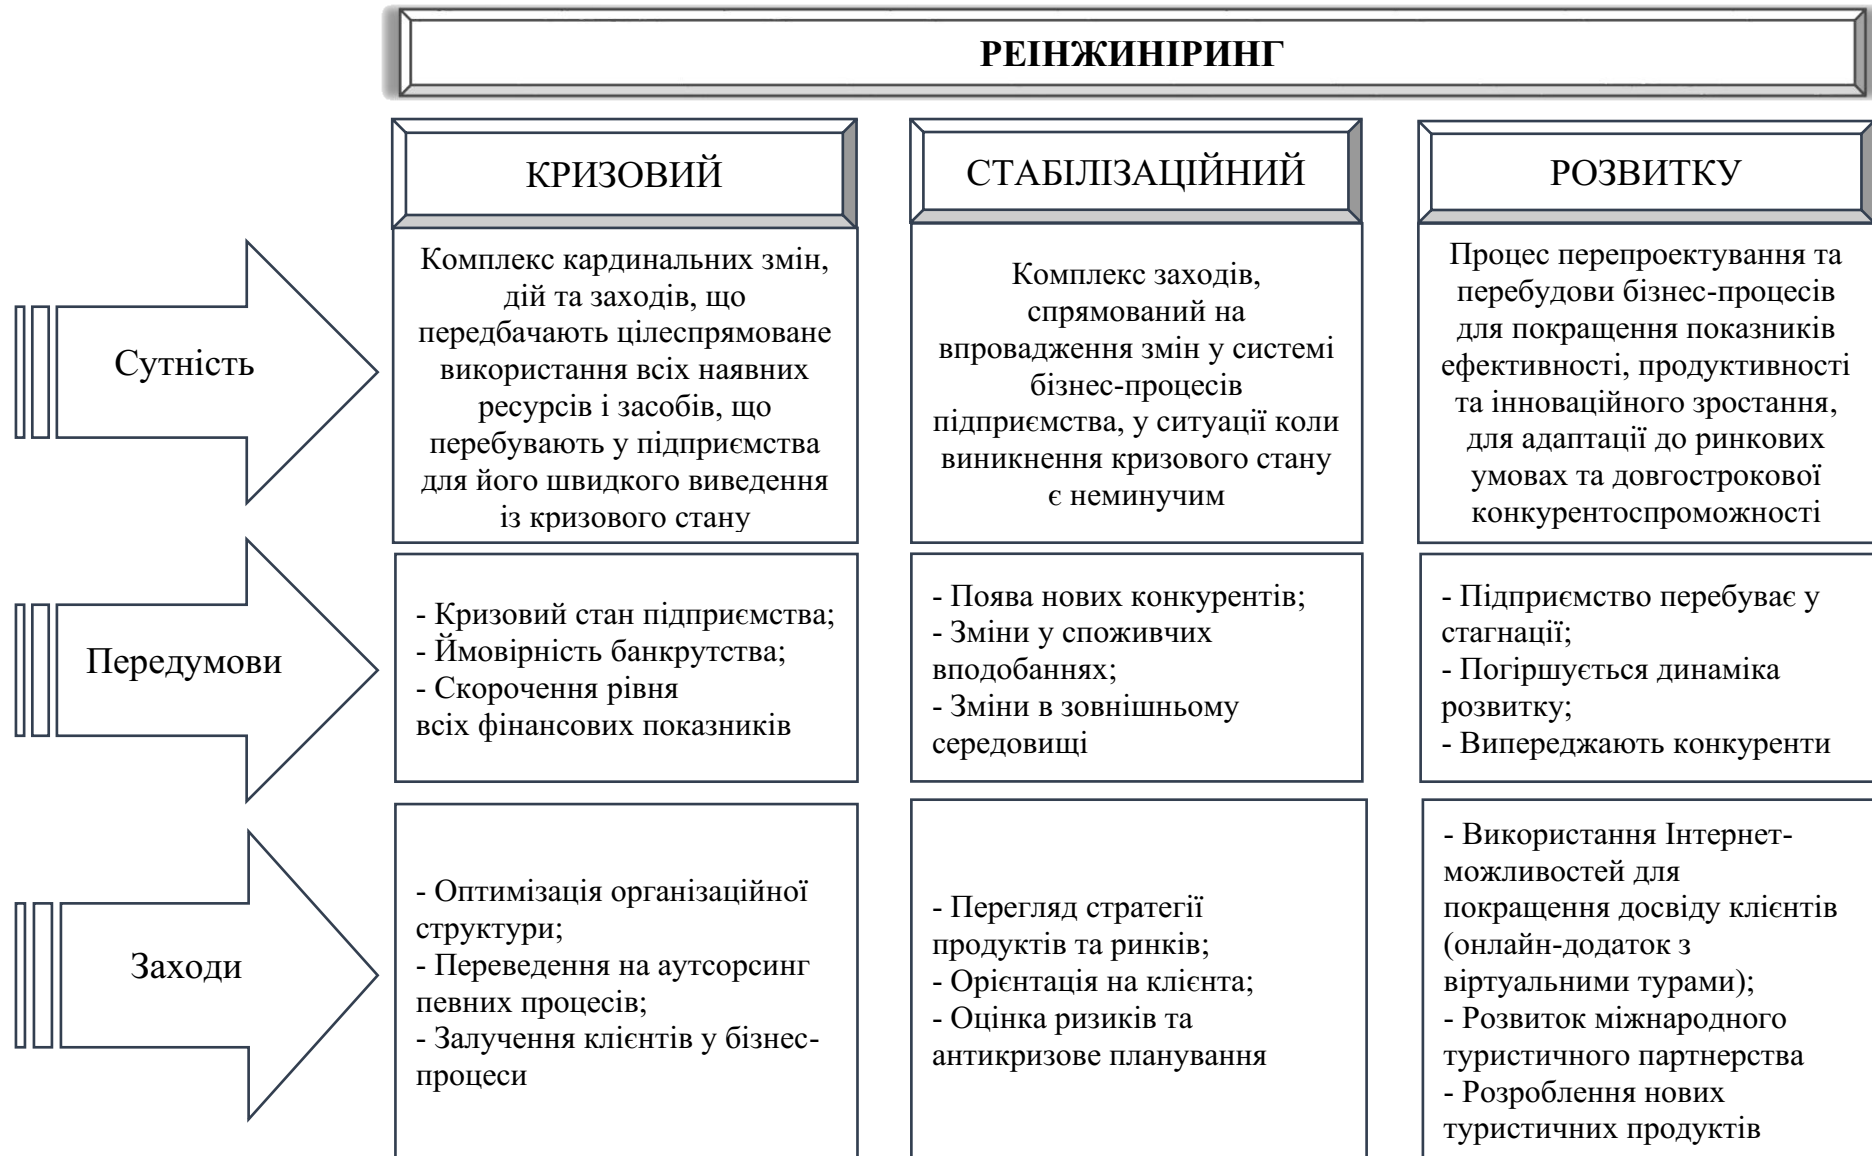 РЕІНЖИНІРИНГ
КРИЗОВИЙ
СТАБІЛІЗАЦІЙНИЙ
РОЗВИТКУ
Сутність
Комплекс кардинальних змін,
дій та заходів, що
передбачають цілеспрямоване
використання всіх наявних
ресурсів і засобів, що
перебувають у підприємства
для його швидкого виведення
із кризового стану
Комплекс заходів,
спрямований на
впровадження змін у системі
бізнес-процесів
підприємства, у ситуації коли
виникнення кризового стану
є неминучим
Процес перепроектування та
перебудови бізнес-процесів
для покращення показників
ефективності, продуктивності
та інноваційного зростання,
для адаптації до ринкових
умовах та довгострокової
конкурентоспроможності
Передумови
- Кризовий стан підприємства;
- Ймовірність банкрутства;
- Скорочення рівня
всіх фінансових показників
- Поява нових конкурентів;
- Зміни у споживчих
вподобаннях;
- Зміни в зовнішньому
середовищі
- Підприємство перебуває у
стагнації;
- Погіршується динаміка
розвитку;
- Випереджають конкуренти
Заходи
- Оптимізація організаційної
структури;
- Переведення на аутсорсинг
певних процесів;
- Залучення клієнтів у бізнес-
процеси
- Перегляд стратегії
продуктів та ринків;
- Орієнтація на клієнта;
- Оцінка ризиків та
антикризове планування
- Використання Інтернет-
можливостей для
покращення досвіду клієнтів
(онлайн-додаток з
віртуальними турами);
- Розвиток міжнародного
туристичного партнерства
- Розроблення нових
туристичних продуктів